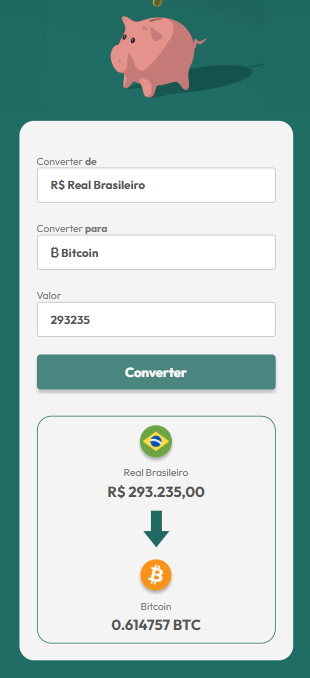 Converter de
R$ Real Brasileiro
Converter para
₿ Bitcoin
Valor
293235
Converter
Real Brasileiro
R$ 293.235,00
Bitcoin
0.614757 BTC